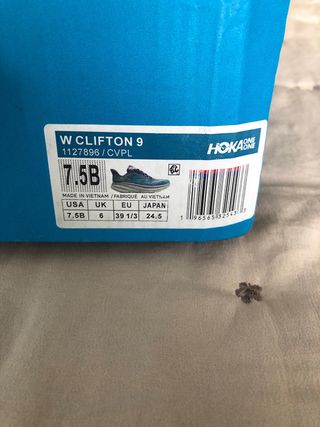 W CLIFTON 9
1127896 / CVPL
HOKA ONE ONE
7.5B
MADE IN VIETNAM / FABRIQUÉ AU VIETNAM
USA UK EU JAPAN
7.5B 6 39 1/3 24.5